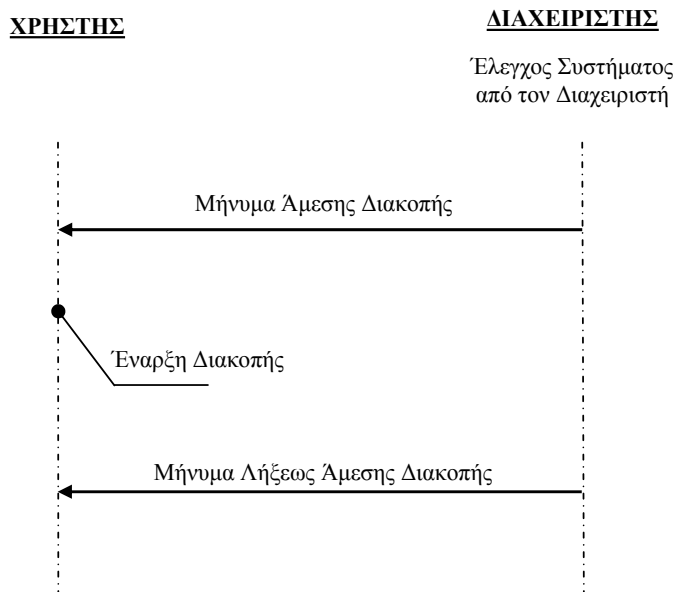 ΧΡΗΣΤΗΣ
ΔΙΑΧΕΙΡΙΣΤΗΣ
Έλεγχος Συστήματος
από τον Διαχειριστή
Μήνυμα Άμεσης Διακοπής
Έναρξη Διακοπής
Μήνυμα Λήξεως Άμεσης Διακοπής